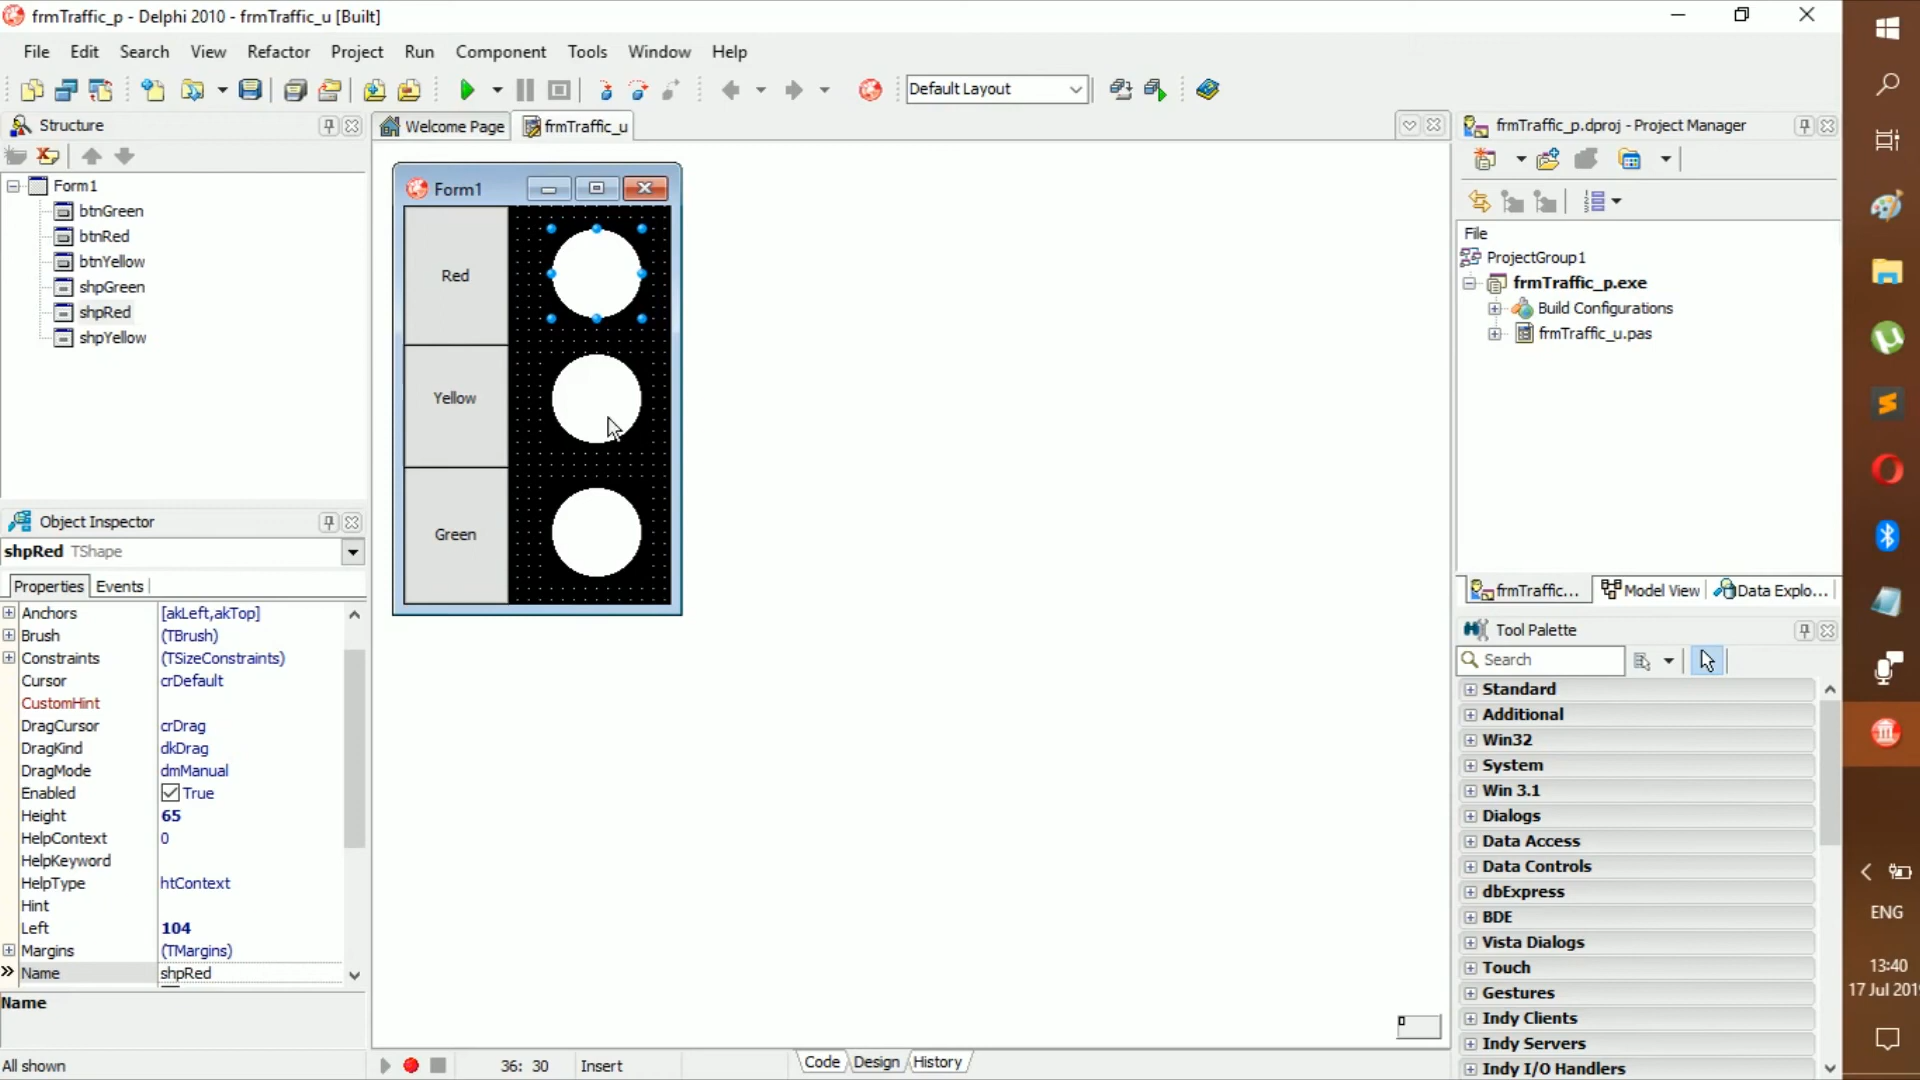 frmTraffic_p - Delphi 2010 - frmTraffic_u [Built]
File Edit Search View Refactor Project Run Component Tools Window Help
Default Layout
Structure
Form1
btnGreen
btnRed
btnYellow
shpGreen
shpRed
shpYellow
Object Inspector
shpRed TShape
Properties Events
Anchors [akLeft,akTop]
Brush (TBrush)
Constraints (TSizeConstraints)
Cursor crDefault
CustomHint
DragCursor crDrag
DragKind dkDrag
DragMode dmManual
Enabled True
Height 65
HelpContext 0
HelpKeyword
HelpType htContext
Hint
Left 104
Margins (TMargins)
Name shpRed
Name
All shown
Welcome Page frmTraffic_u
Form1
Red
Yellow
Green
36: 30 Insert
Code Design History
frmTraffic_p.dproj - Project Manager
File
ProjectGroup1
frmTraffic_p.exe
Build Configurations
frmTraffic_u.pas
frmTraffic... Model View Data Explo...
Tool Palette
Search
Standard
Additional
Win32
System
Win 3.1
Dialogs
Data Access
Data Controls
dbExpress
BDE
Vista Dialogs
Touch
Gestures
Indy Clients
Indy Servers
Indy I/O Handlers
ENG
13:40
17 Jul 201